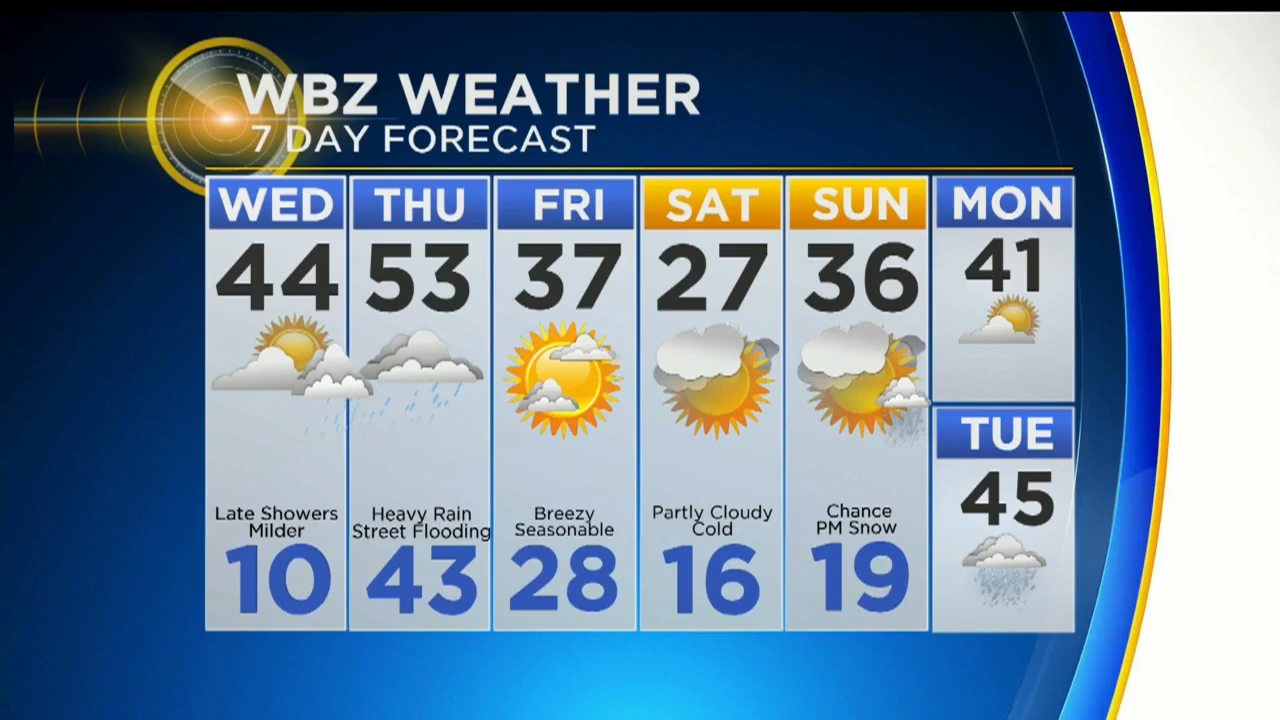 WBZ WEATHER
7 DAY FORECAST
WED
44
Late Showers
Milder
10
THU
53
Heavy Rain
Street Flooding
43
FRI
37
Breezy
Seasonable
28
SAT
27
Partly Cloudy
Cold
16
SUN
36
Chance
PM Snow
19
MON
41
TUE
45